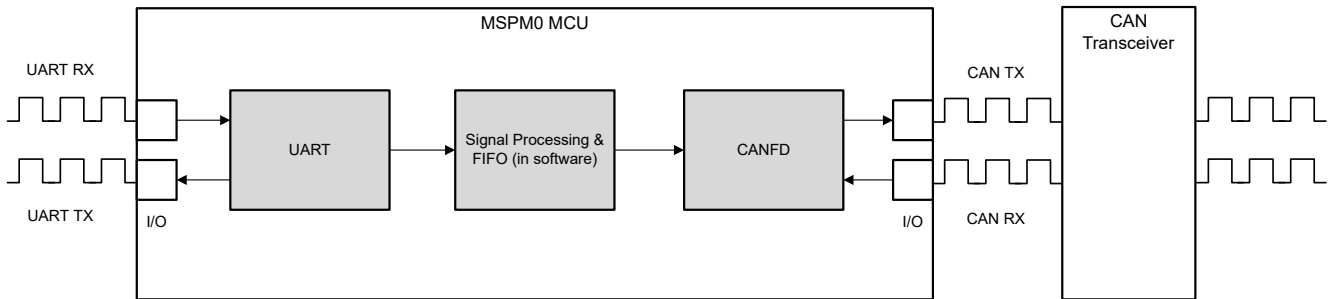 MSPM0 MCU
CAN
Transceiver
UART RX
CAN TX
UART
Signal Processing &
FIFO (in software)
CANFD
UART TX
I/O
I/O
CAN RX